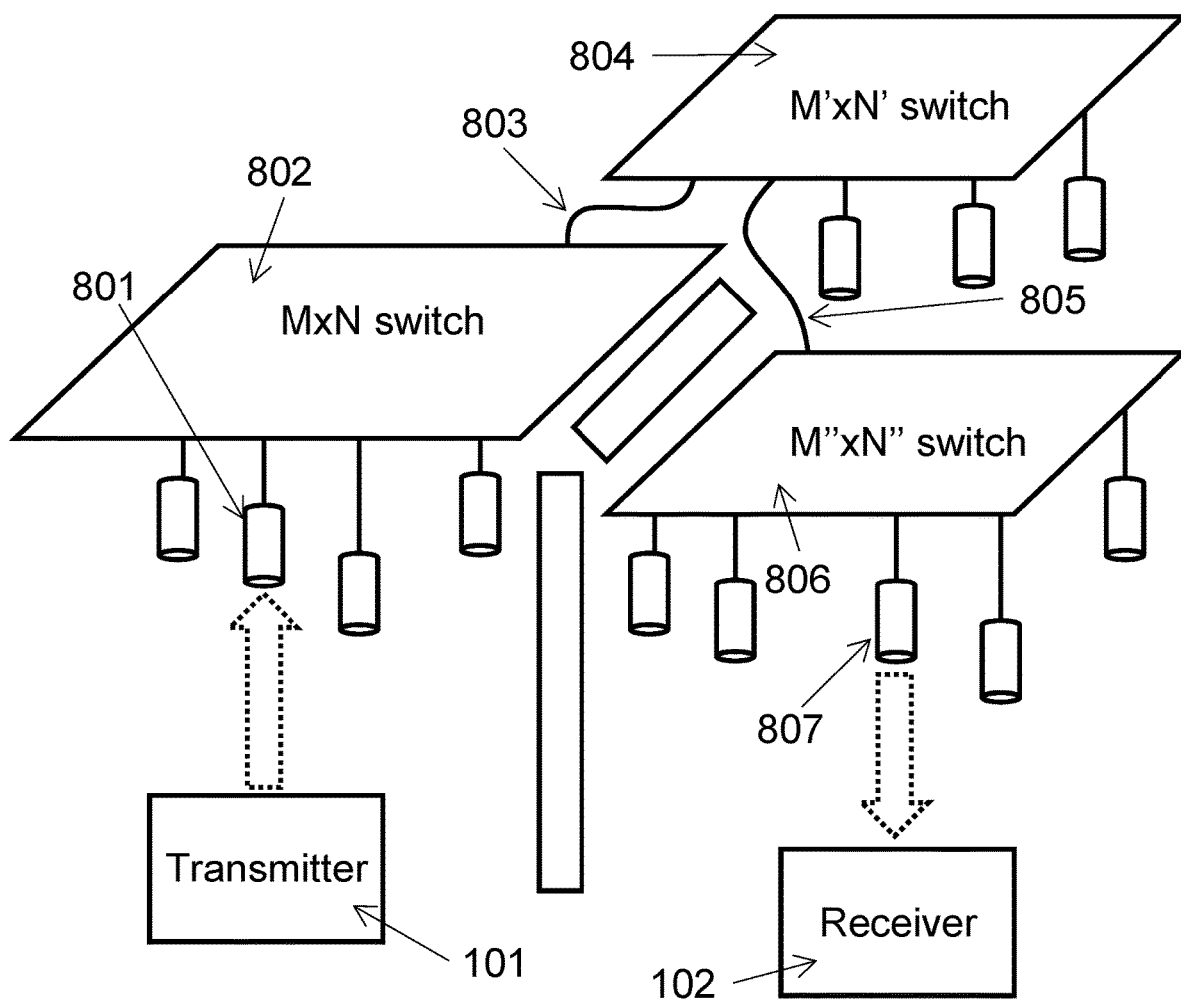 804
M’xN’ switch
803
802
801
MxN switch
805
M’’xN’’ switch
806
807
Transmitter
Receiver
101
102